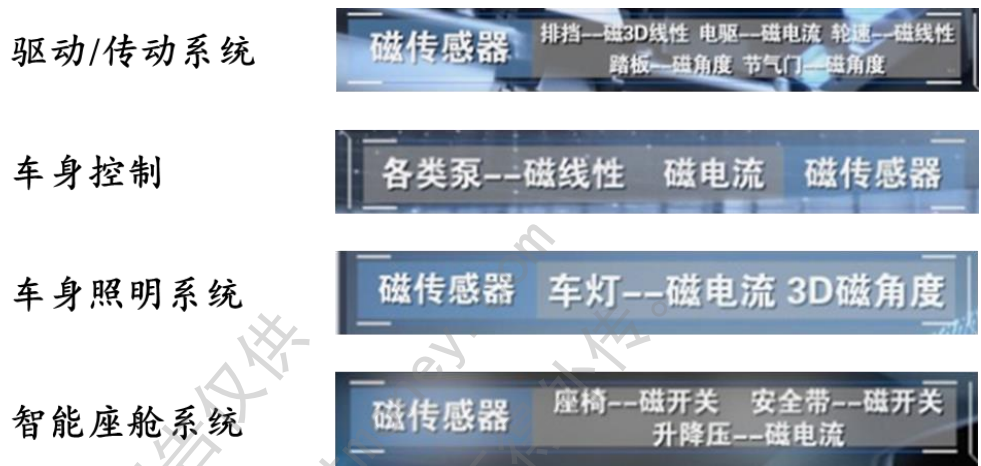 驱动/传动系统
磁传感器
排挡--磁3D线性 电驱--磁电流 轮速--磁线性
踏板--磁角度 节气门--磁角度
车身控制
各类泵--磁线性 磁电流 磁传感器
车身照明系统
磁传感器 车灯--磁电流 3D磁角度
智能座舱系统
磁传感器
座椅--磁开关 安全带--磁开关
升降压--磁电流